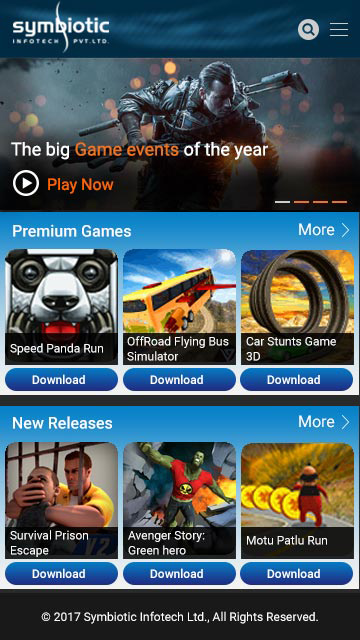 symbiotic
INFOTECH PVT.LTD.
The big Game events of the year
Play Now
Premium Games
More
Speed Panda Run
OffRoad Flying Bus
Simulator
Car Stunts Game
3D
Download
Download
Download
New Releases
More
Survival Prison
Escape
Avenger Story:
Green hero
Motu Patlu Run
Download
Download
Download
© 2017 Symbiotic Infotech Ltd., All Rights Reserved.